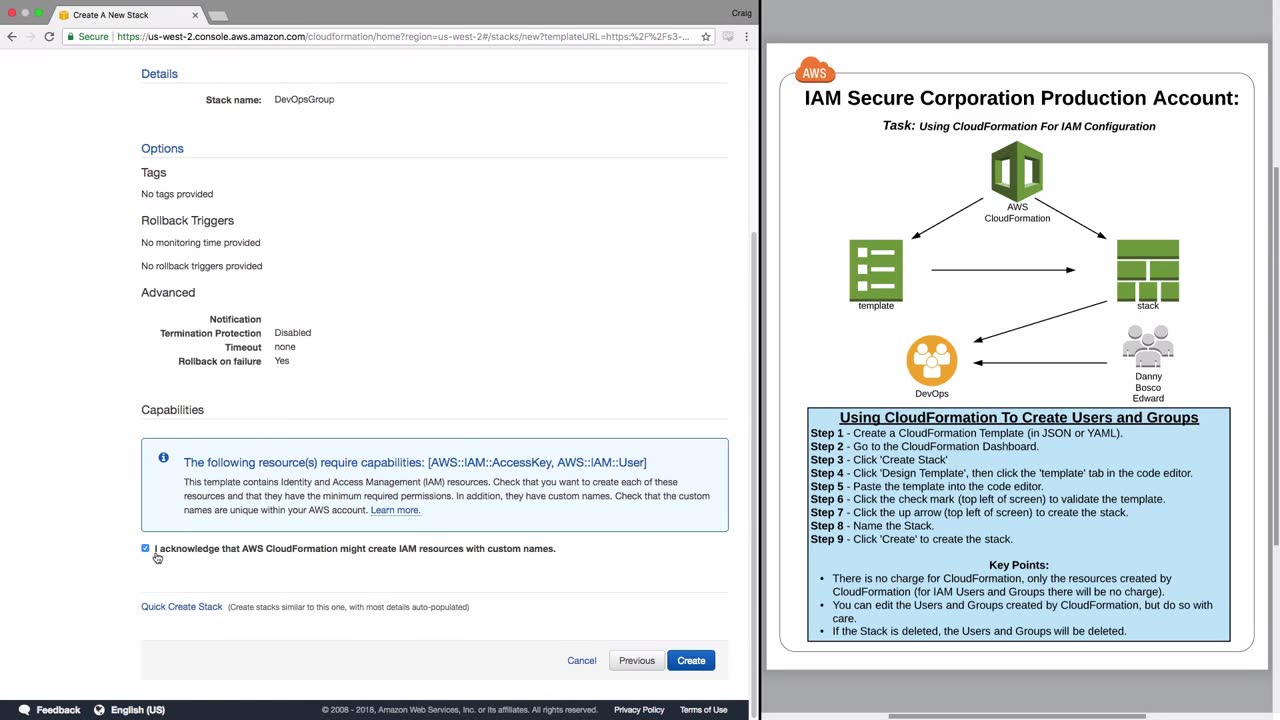 Create A New Stack
Craig
Secure | https://us-west-2.console.aws.amazon.com/cloudformation/home?region=us-west-2#/stacks/new?templateURL=https:%2F%2Fs3-...
Details
Stack name: DevOpsGroup
Options
Tags
No tags provided
Rollback Triggers
No monitoring time provided
No rollback triggers provided
Advanced
Notification
Termination Protection Disabled
Timeout none
Rollback on failure Yes
Capabilities
The following resource(s) require capabilities: [AWS::IAM::AccessKey, AWS::IAM::User]
This template contains Identity and Access Management (IAM) resources. Check that you want to create each of these
resources and that they have the minimum required permissions. In addition, they have custom names. Check that the custom
names are unique within your AWS account. Learn more.
I acknowledge that AWS CloudFormation might create IAM resources with custom names.
Quick Create Stack (Create stacks similar to this one, with most details auto-populated)
Cancel Previous Create
Feedback English (US) © 2008 - 2018, Amazon Web Services, Inc. or its affiliates. All rights reserved. Privacy Policy Terms of Use
AWS
IAM Secure Corporation Production Account:
Task: Using CloudFormation For IAM Configuration
AWS
CloudFormation
template
stack
DevOps
Danny
Bosco
Edward
Using CloudFormation To Create Users and Groups
Step 1 - Create a CloudFormation Template (in JSON or YAML).
Step 2 - Go to the CloudFormation Dashboard.
Step 3 - Click 'Create Stack'
Step 4 - Click 'Design Template', then click the 'template' tab in the code editor.
Step 5 - Paste the template into the code editor.
Step 6 - Click the check mark (top left of screen) to validate the template.
Step 7 - Click the up arrow (top left of screen) to create the stack.
Step 8 - Name the Stack.
Step 9 - Click 'Create' to create the stack.
Key Points:
• There is no charge for CloudFormation, only the resources created by
CloudFormation (for IAM Users and Groups there will be no charge).
• You can edit the Users and Groups created by CloudFormation, but do so with
care.
• If the Stack is deleted, the Users and Groups will be deleted.